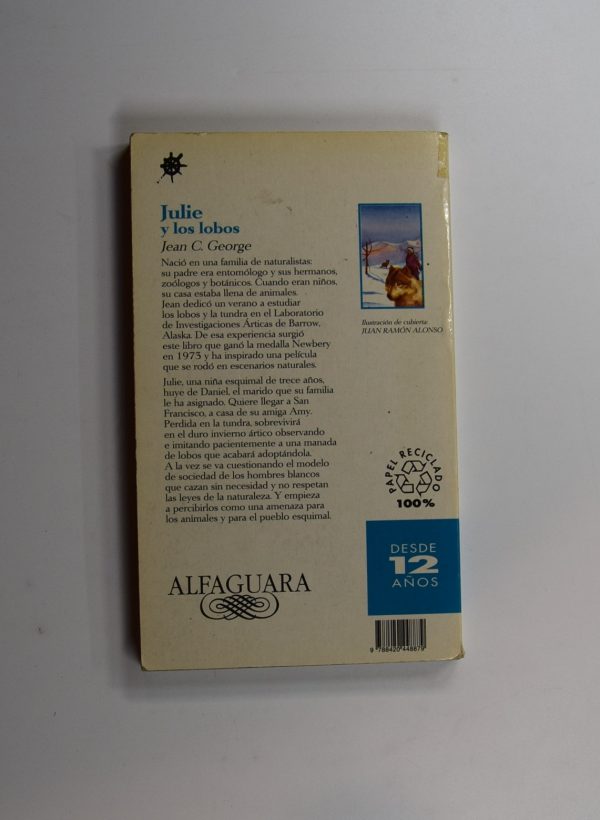 Julie
y los lobos
Jean C. George
Nació en una familia de naturalistas:
su padre era entomólogo y sus hermanos,
zoólogos y botánicos. Cuando eran niños,
su casa estaba llena de animales.
Jean dedicó un verano a estudiar
los lobos y la tundra en el Laboratorio
de Investigaciones Árticas de Barrow,
Alaska. De esa experiencia surgió
este libro que ganó la medalla Newbery
en 1973 y ha inspirado una película
que se rodó en escenarios naturales.
Julie, una niña esquimal de trece años,
huye de Daniel, el marido que su familia
le ha asignado. Quiere llegar a San
Francisco, a casa de su amiga Amy.
Perdida en la tundra, sobrevivirá
en el duro invierno ártico observando
e imitando pacientemente a una manada
de lobos que acabará adoptándola.
A la vez se va cuestionando el modelo
de sociedad de los hombres blancos
que cazan sin necesidad y no respetan
las leyes de la naturaleza. Y empieza
a percibirlos como una amenaza para
los animales y para el pueblo esquimal.
ALFAGUARA
Ilustración de cubierta:
JUAN RAMÓN ALONSO
PAPEL RECICLADO
100%
DESDE
12
AÑOS
9 788420 448879